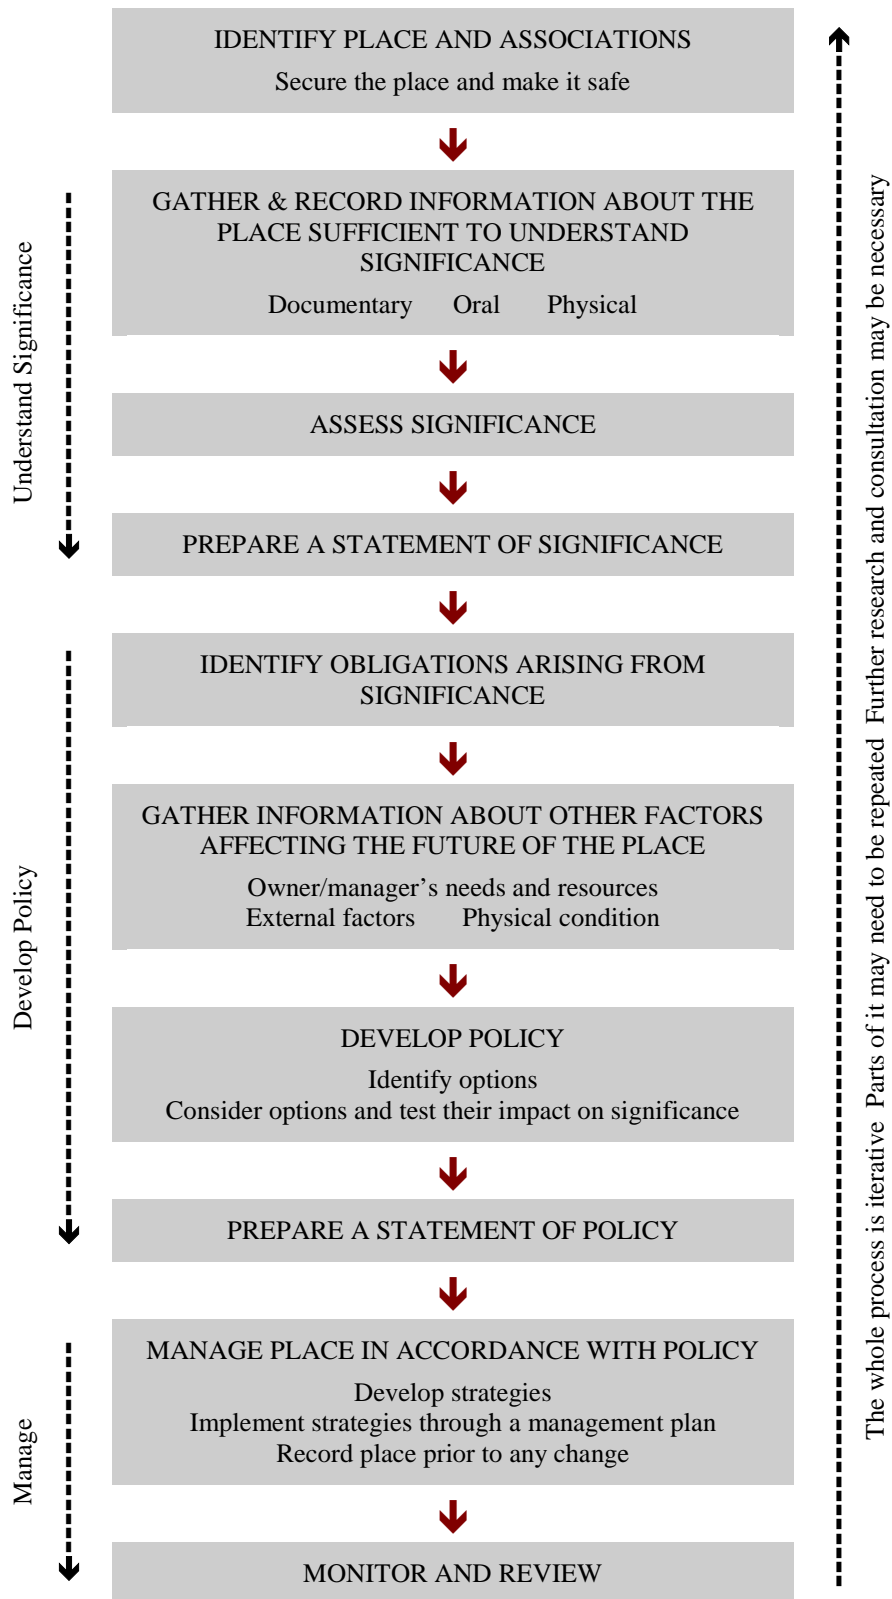 IDENTIFY PLACE AND ASSOCIATIONS
Secure the place and make it safe
Understand Significance
GATHER & RECORD INFORMATION ABOUT THE
PLACE SUFFICIENT TO UNDERSTAND
SIGNIFICANCE
Documentary Oral Physical
ASSESS SIGNIFICANCE
PREPARE A STATEMENT OF SIGNIFICANCE
Develop Policy
IDENTIFY OBLIGATIONS ARISING FROM
SIGNIFICANCE
GATHER INFORMATION ABOUT OTHER FACTORS
AFFECTING THE FUTURE OF THE PLACE
Owner/manager’s needs and resources
External factors Physical condition
DEVELOP POLICY
Identify options
Consider options and test their impact on significance
PREPARE A STATEMENT OF POLICY
Manage
MANAGE PLACE IN ACCORDANCE WITH POLICY
Develop strategies
Implement strategies through a management plan
Record place prior to any change
MONITOR AND REVIEW
The whole process is iterative Parts of it may need to be repeated Further research and consultation may be necessary